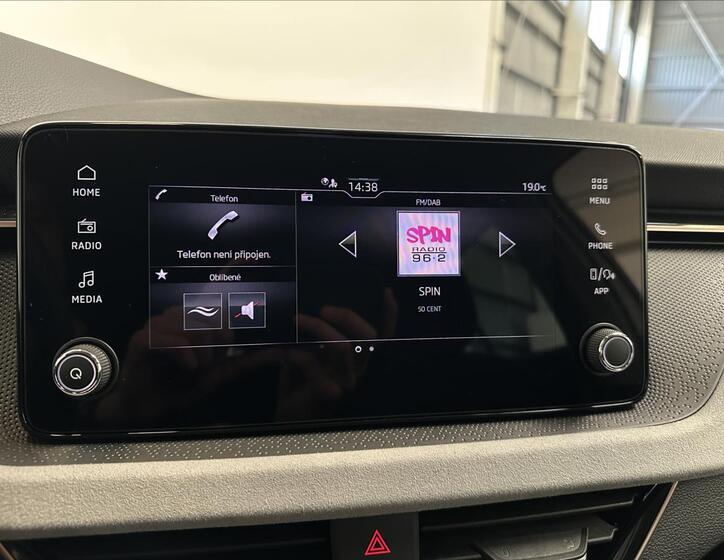 HOME
RADIO
MEDIA
14:38
19.0°C
Telefon
Telefon není připojen.
Oblíbené
FM/DAB
SPIN
RADIO
96·2
SPIN
50 CENT
MENU
PHONE
APP